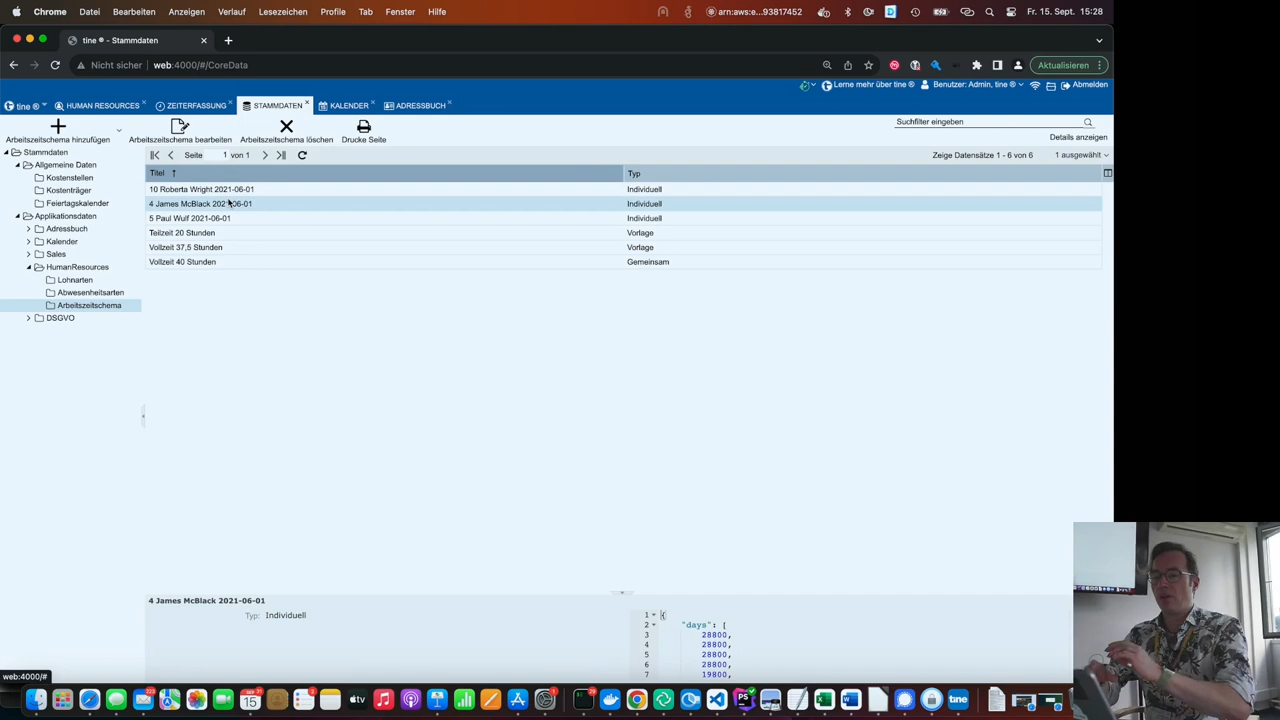 Chrome Datei Bearbeiten Anzeigen Verlauf Lesezeichen Profile Tab Fenster Hilfe arn:aws:e...93817452 Fr. 15. Sept. 15:28
tine ® - Stammdaten
Nicht sicher web:4000/#/CoreData Aktualisieren
Lerne mehr über tine ® Benutzer: Admin, tine ® Abmelden
tine ® HUMAN RESOURCES ZEITERFASSUNG STAMMDATEN KALENDER ADRESSBUCH
Arbeitszeitschema hinzufügen Arbeitszeitschema bearbeiten Arbeitszeitschema löschen Drucke Seite
Suchfilter eingeben
Details anzeigen
Seite 1 von 1 Zeige Datensätze 1 - 6 von 6 1 ausgewählt
Stammdaten
Allgemeine Daten
Kostenstellen
Kostenträger
Feiertagskalender
Applikationsdaten
Adressbuch
Kalender
Sales
HumanResources
Lohnarten
Abwesenheitsarten
Arbeitszeitschema
DSGVO
Titel Typ
10 Roberta Wright 2021-06-01 Individuell
4 James McBlack 2021-06-01 Individuell
5 Paul Wulf 2021-06-01 Individuell
Teilzeit 20 Stunden Vorlage
Vollzeit 37,5 Stunden Vorlage
Vollzeit 40 Stunden Gemeinsam
4 James McBlack 2021-06-01
Typ: Individuell
1 {
2 "days": [
3 28800,
4 28800,
5 28800,
6 28800,
7 19800,
web:4000/#